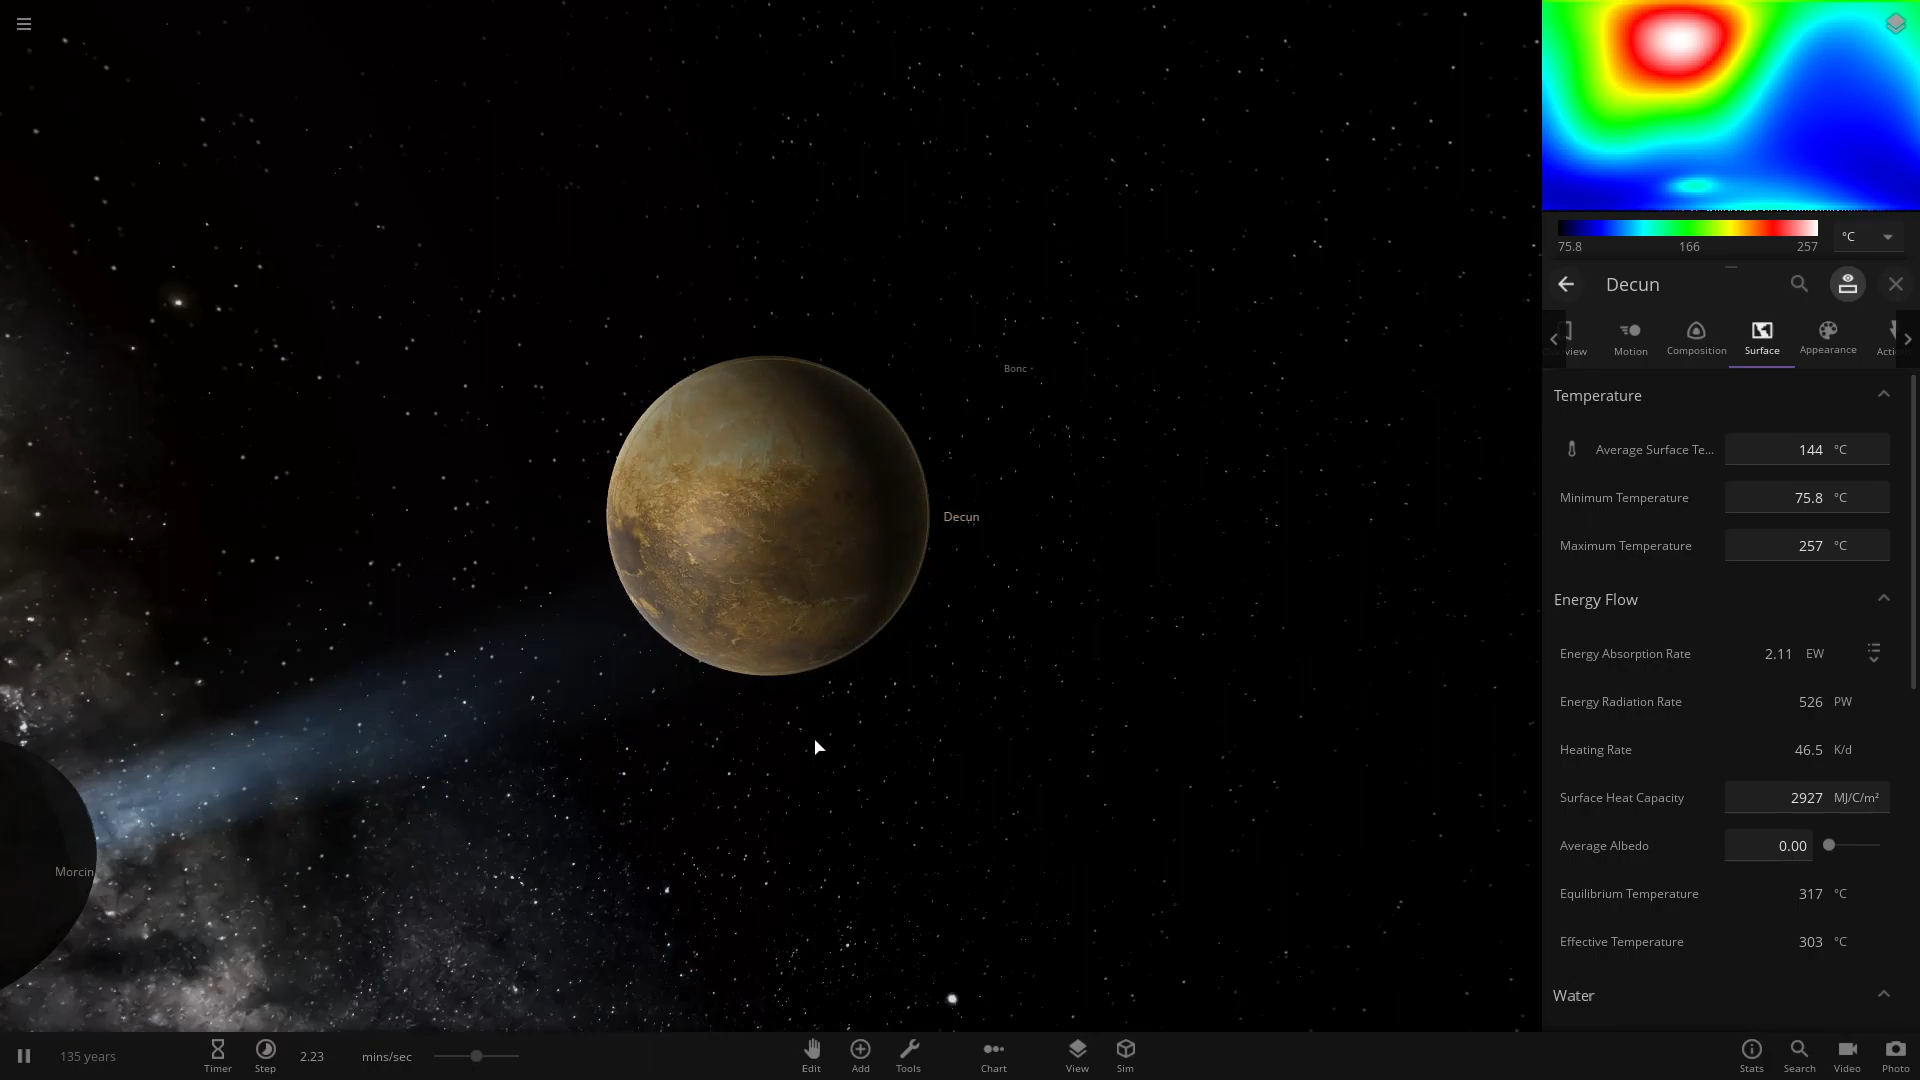 75.8 166 257 °C
Decun
Motion Composition Surface Appearance
Temperature
Average Surface Te... 144 °C
Minimum Temperature 75.8 °C
Maximum Temperature 257 °C
Energy Flow
Energy Absorption Rate 2.11 EW
Energy Radiation Rate 526 PW
Heating Rate 46.5 K/d
Surface Heat Capacity 2927 MJ/C/m²
Average Albedo 0.00
Equilibrium Temperature 317 °C
Effective Temperature 303 °C
Water
Bonc
Decun
Morcin
135 years Timer Step 2.23 mins/sec Edit Add Tools Chart View Sim Stats Search Video Photo